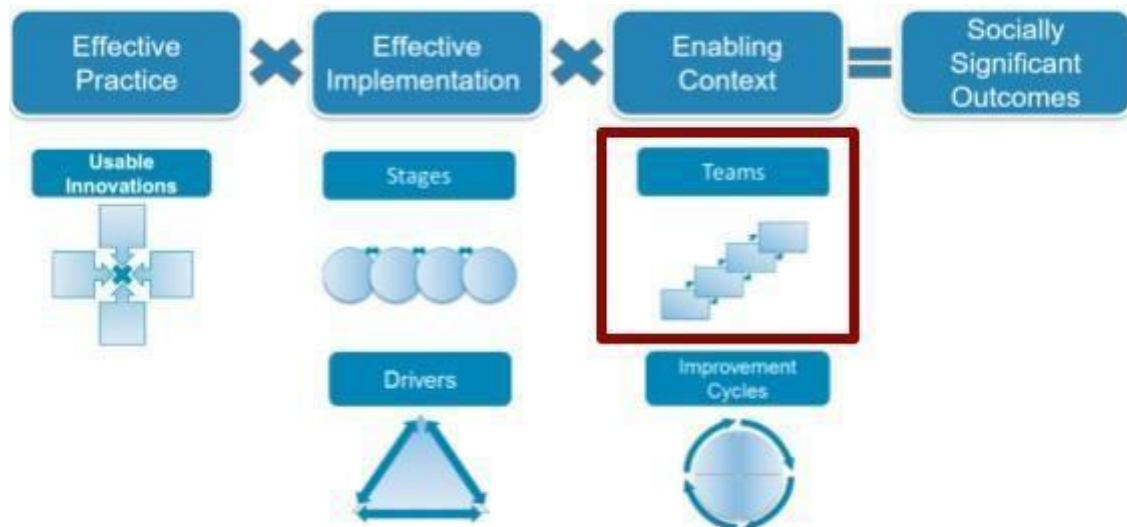 Effective
Practice
Effective
Implementation
Enabling
Context
Socially
Significant
Outcomes
Usable
Innovations
Stages
Teams
Drivers
Improvement
Cycles